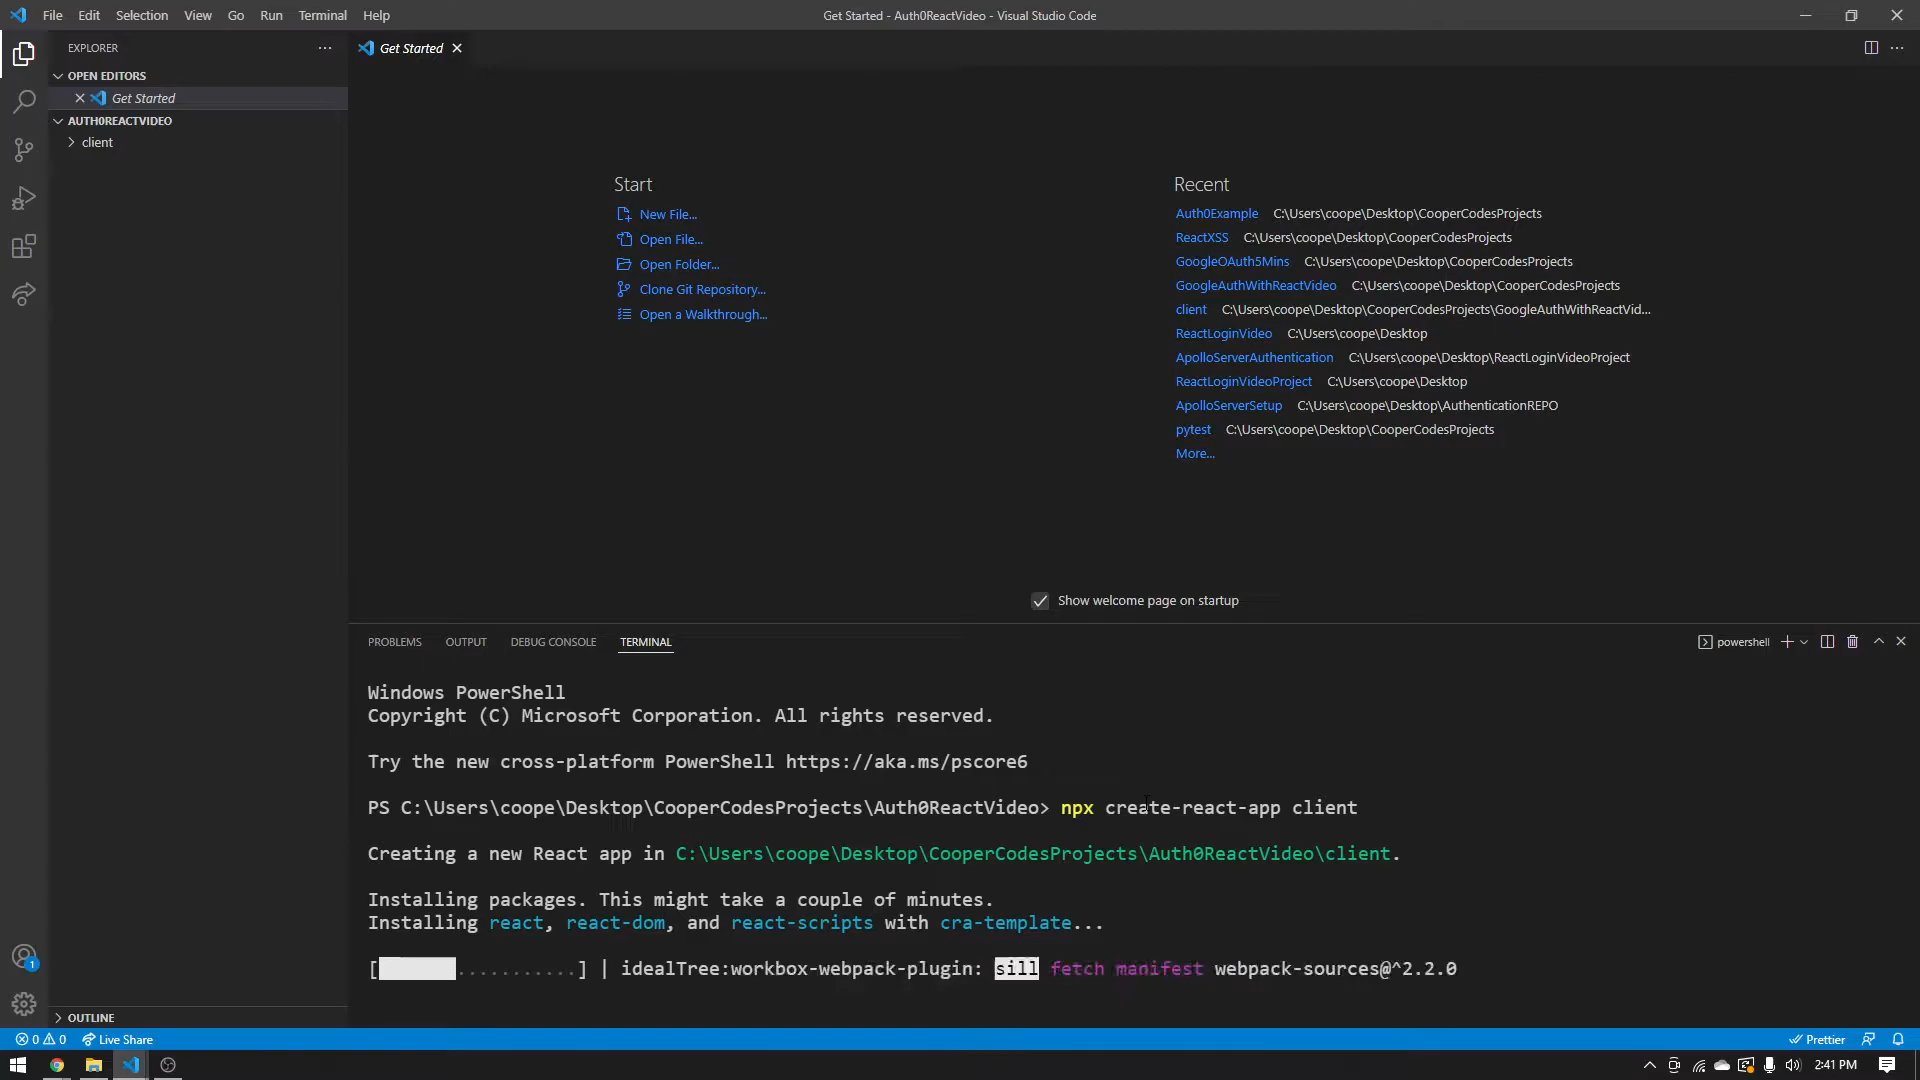 File Edit Selection View Go Run Terminal Help
Get Started - Auth0ReactVideo - Visual Studio Code
EXPLORER
OPEN EDITORS
Get Started
AUTH0REACTVIDEO
client
OUTLINE
Get Started
Start
New File...
Open File...
Open Folder...
Clone Git Repository...
Open a Walkthrough...
Recent
Auth0Example C:\Users\coope\Desktop\CooperCodesProjects
ReactXSS C:\Users\coope\Desktop\CooperCodesProjects
GoogleOAuth5Mins C:\Users\coope\Desktop\CooperCodesProjects
GoogleAuthWithReactVideo C:\Users\coope\Desktop\CooperCodesProjects
client C:\Users\coope\Desktop\CooperCodesProjects\GoogleAuthWithReactVid...
ReactLoginVideo C:\Users\coope\Desktop
ApolloServerAuthentication C:\Users\coope\Desktop\ReactLoginVideoProject
ReactLoginVideoProject C:\Users\coope\Desktop
ApolloServerSetup C:\Users\coope\Desktop\AuthenticationREPO
pytest C:\Users\coope\Desktop\CooperCodesProjects
More...
Show welcome page on startup
PROBLEMS OUTPUT DEBUG CONSOLE TERMINAL
powershell
Windows PowerShell
Copyright (C) Microsoft Corporation. All rights reserved.
Try the new cross-platform PowerShell https://aka.ms/pscore6
PS C:\Users\coope\Desktop\CooperCodesProjects\Auth0ReactVideo> npx create-react-app client
Creating a new React app in C:\Users\coope\Desktop\CooperCodesProjects\Auth0ReactVideo\client.
Installing packages. This might take a couple of minutes.
Installing react, react-dom, and react-scripts with cra-template...
[       ...........] | idealTree:workbox-webpack-plugin: sill fetch manifest webpack-sources@^2.2.0
1
0 0 Live Share
Prettier
2:41 PM